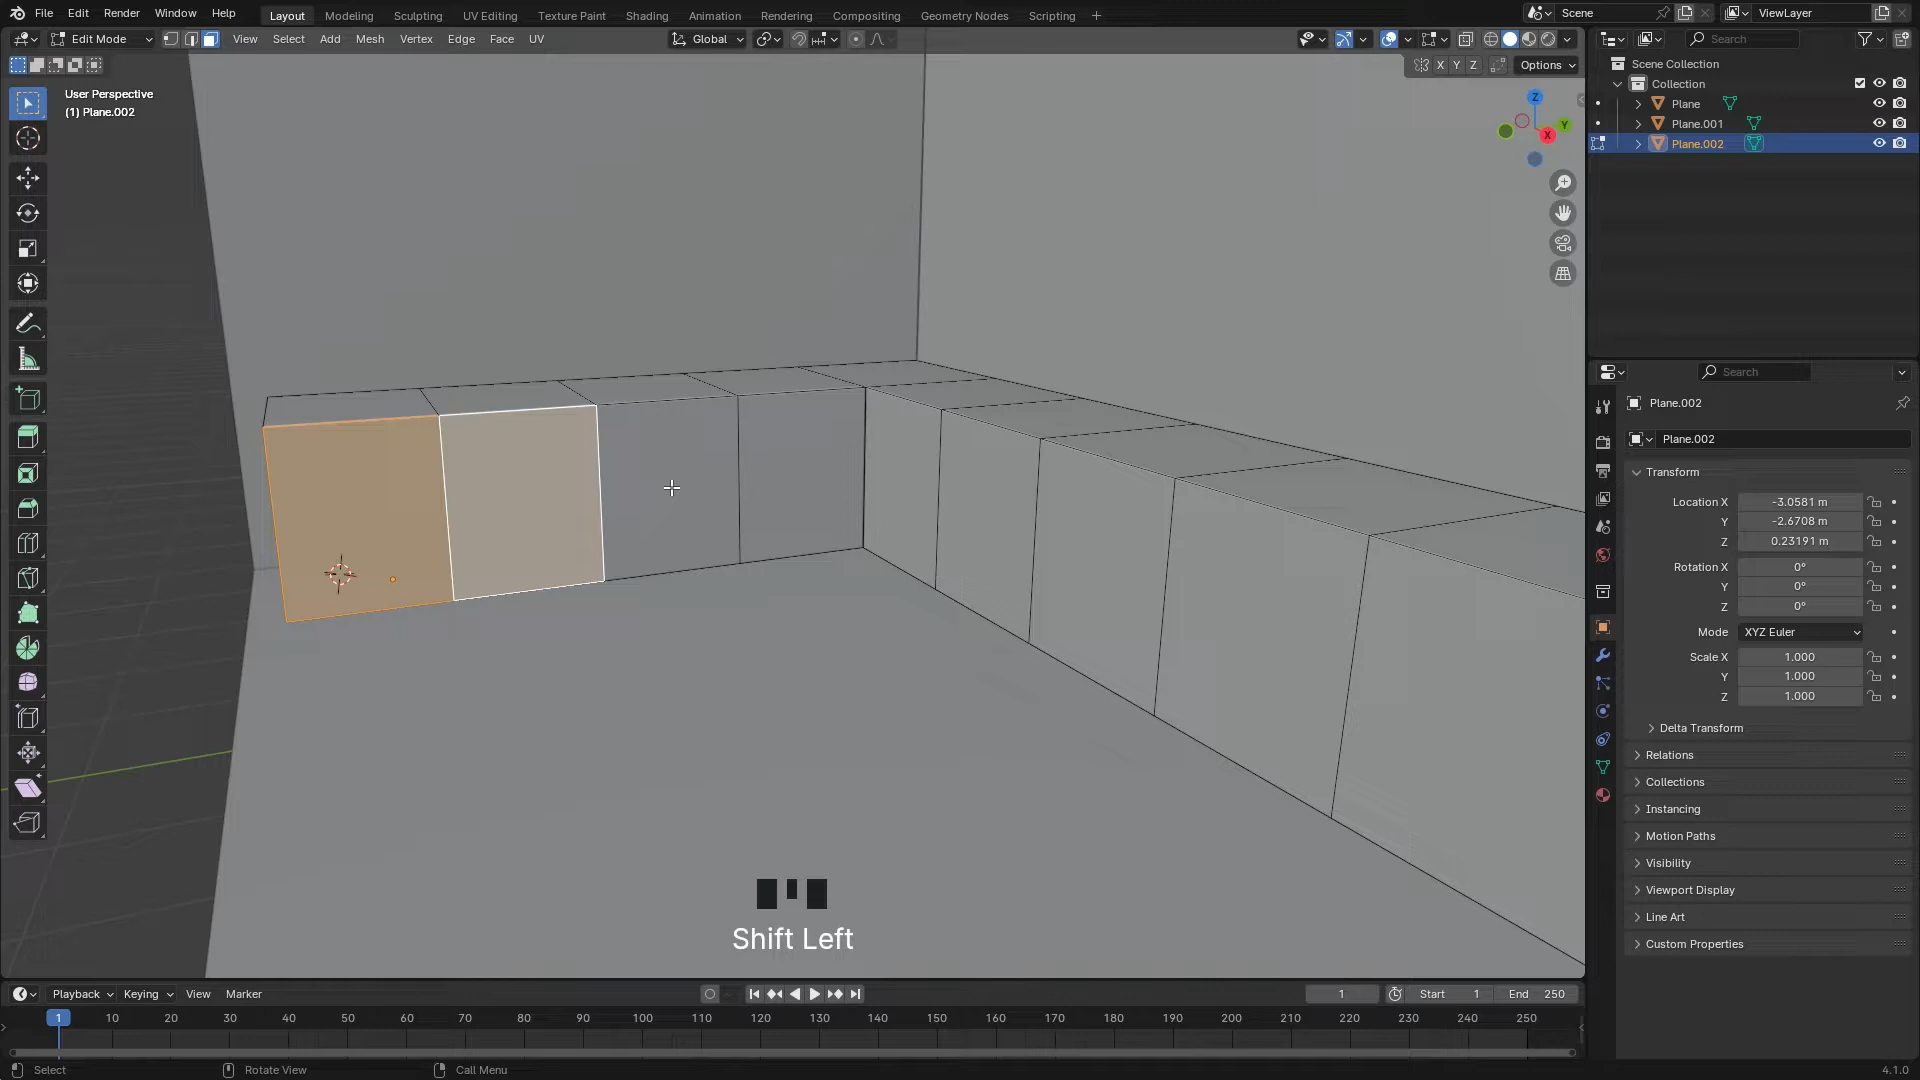 File Edit Render Window Help Layout Modeling Sculpting UV Editing Texture Paint Shading Animation Rendering Compositing Geometry Nodes Scripting Scene ViewLayer
Edit Mode View Select Add Mesh Vertex Edge Face UV Global Search
X Y Z Options
User Perspective
(1) Plane.002
Z
Y
X
Scene Collection
Collection
Plane
Plane.001
Plane.002
Search
Plane.002
Plane.002
Transform
Location X -3.0581 m
Y -2.6708 m
Z 0.23191 m
Rotation X 0°
Y 0°
Z 0°
Mode XYZ Euler
Scale X 1.000
Y 1.000
Z 1.000
Delta Transform
Relations
Collections
Instancing
Motion Paths
Visibility
Viewport Display
Line Art
Custom Properties
Shift Left
Playback Keying View Marker 1 Start 1 End 250
1 10 20 30 40 50 60 70 80 90 100 110 120 130 140 150 160 170 180 190 200 210 220 230 240 250
Select Rotate View Call Menu 4.1.0